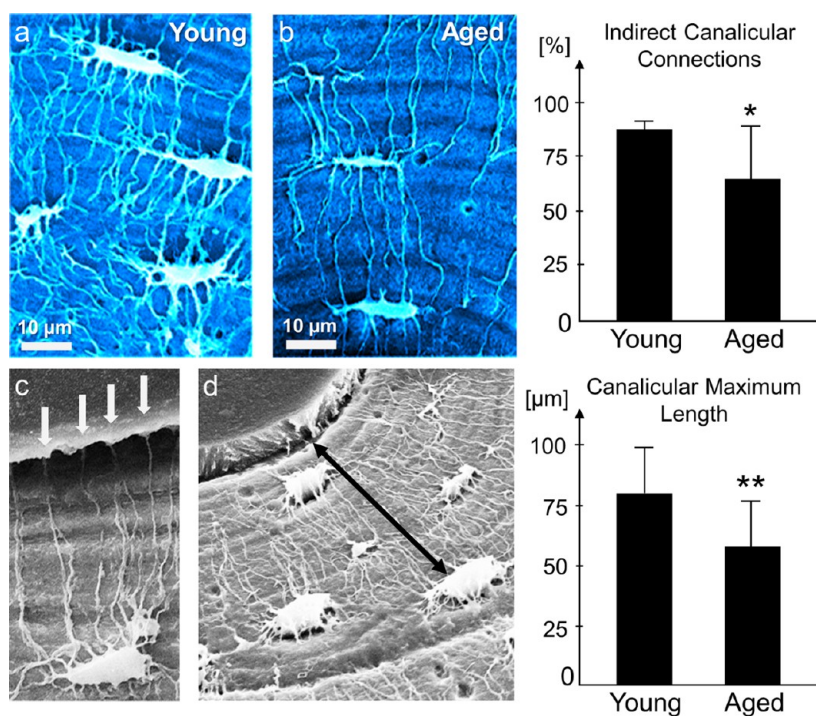 a
Young
10 µm
b
Aged
10 µm
Indirect Canalicular
Connections
[%]
100
75
50
25
0
*
Young
Aged
c
d
Canalicular Maximum
Length
[µm]
100
75
50
25
0
**
Young
Aged